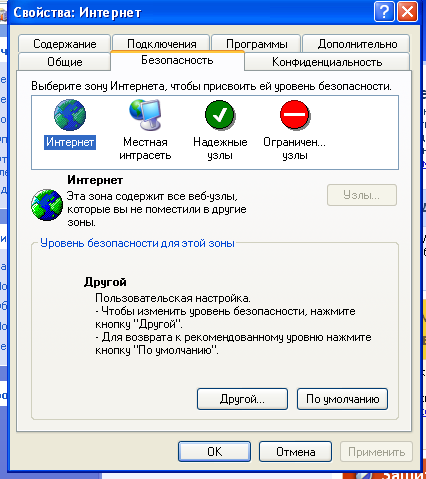 Свойства: Интернет
Содержание
Подключения
Программы
Дополнительно
Общие
Безопасность
Конфиденциальность
Выберите зону Интернета, чтобы присвоить ей уровень безопасности.
Интернет
Местная
интрасеть
Надежные
узлы
Ограничен...
узлы
Интернет
Эта зона содержит все веб-узлы,
которые вы не поместили в другие
зоны.
Узлы...
Уровень безопасности для этой зоны
Другой
Пользовательская настройка.
- Чтобы изменить уровень безопасности, нажмите
кнопку "Другой".
- Для возврата к рекомендованному уровню нажмите
кнопку "По умолчанию".
Другой...
По умолчанию
OK
Отмена
Применить